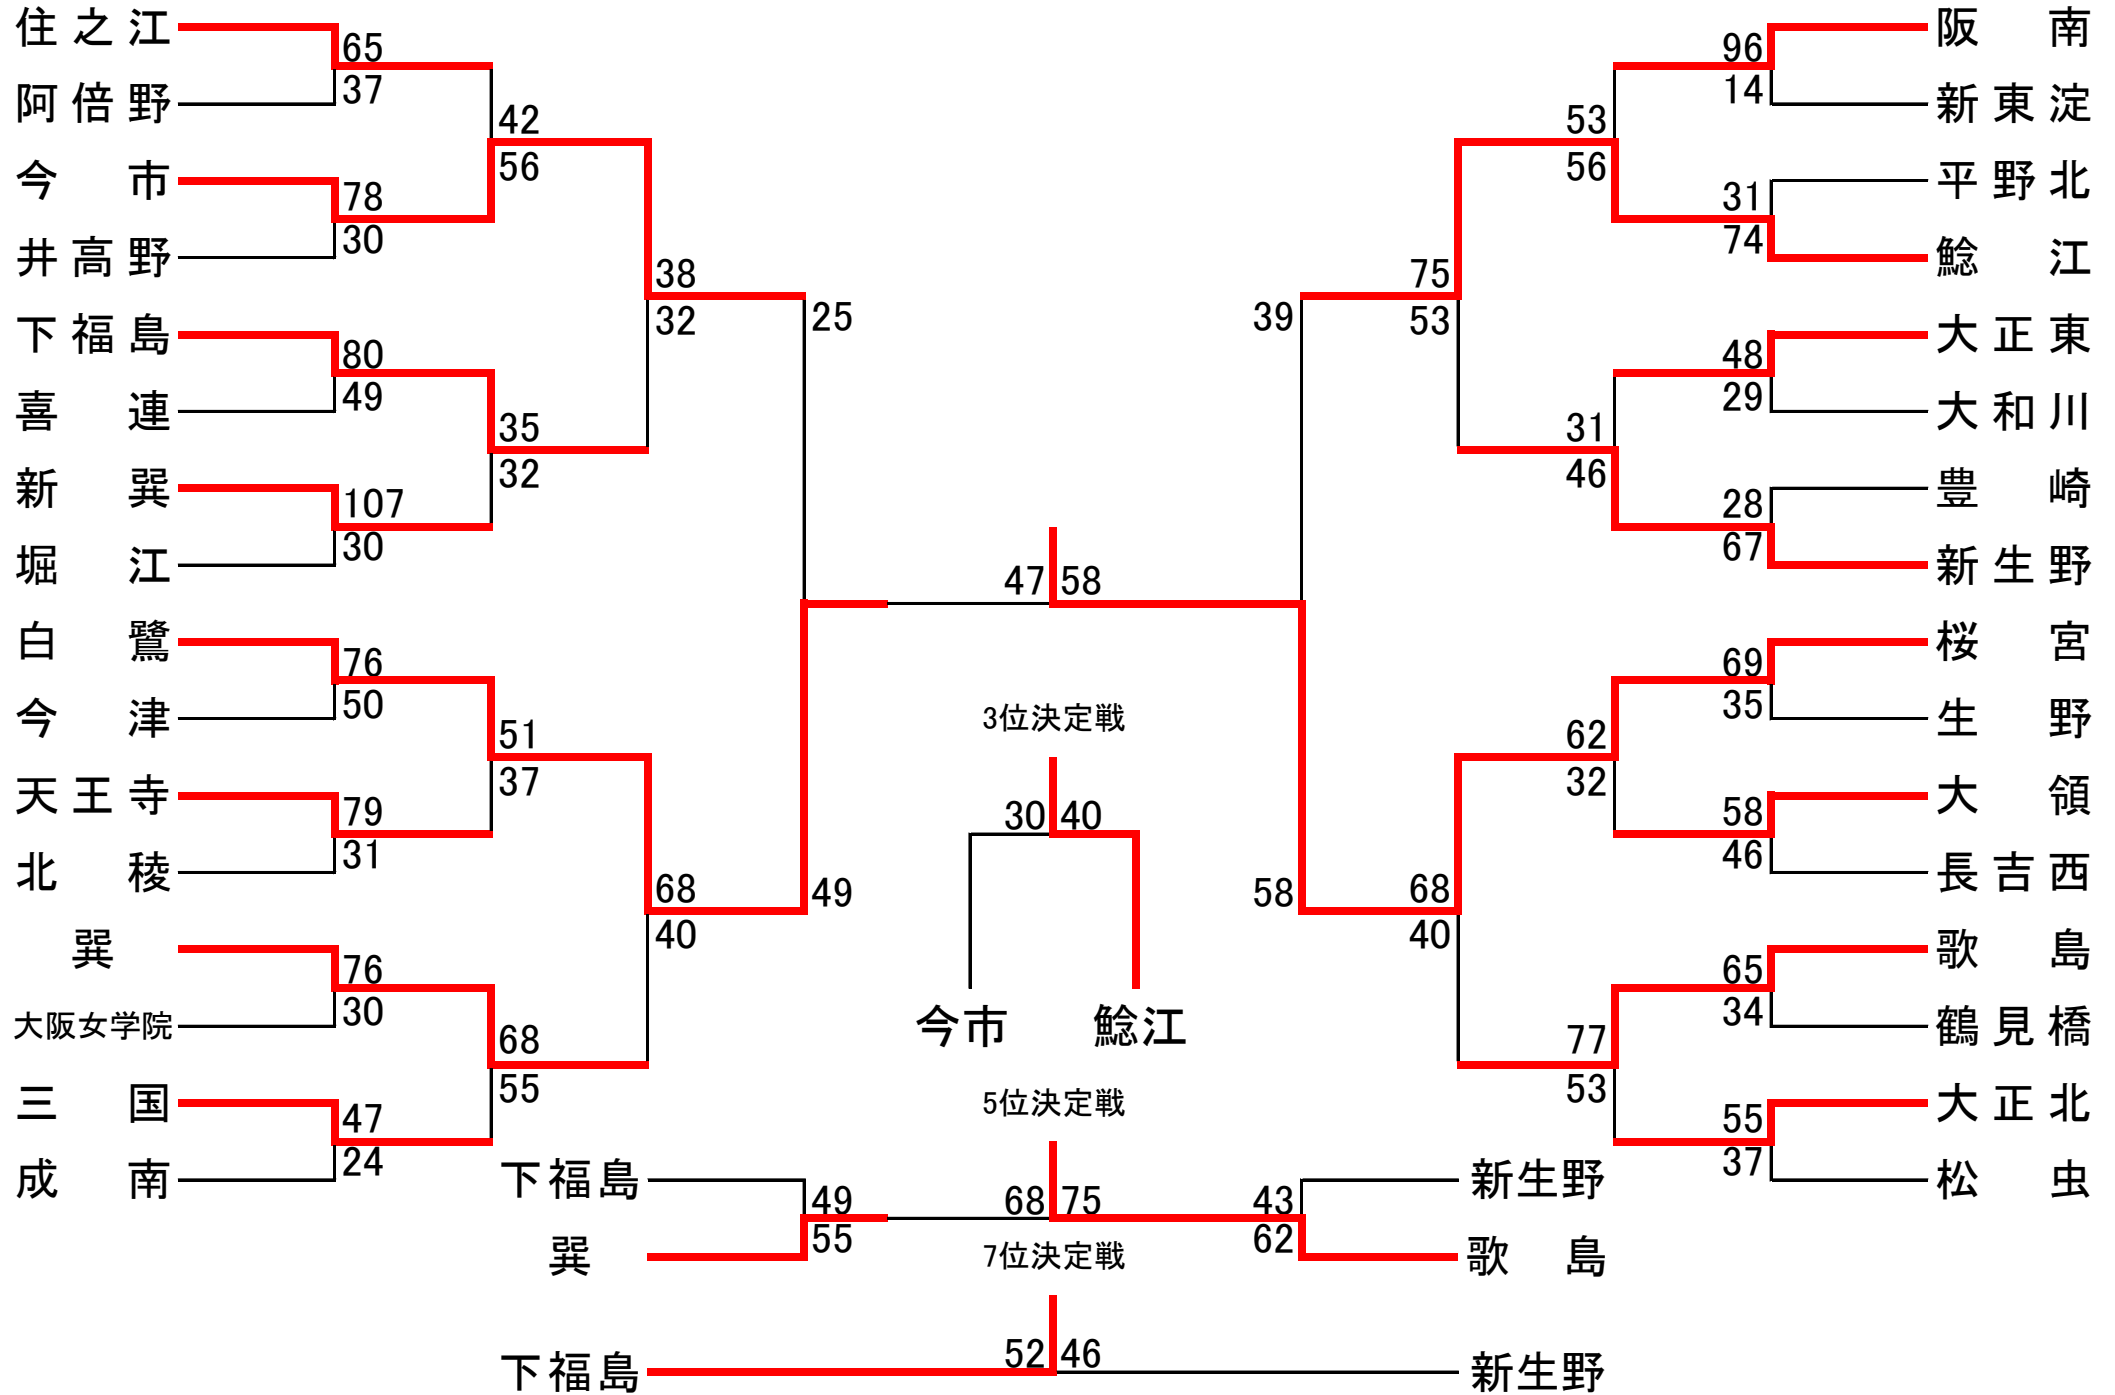 住之江 阪南
65 96
阿倍野 37 14 新東淀
42 53
今市 56 56 平野北
78 31
30 74
井高野 鯰江
38 75
32 25 39 53
下福島 大正東
80 48
喜連 49 29 大和川
35 31
新巽 32 46 豊崎
107 28
30 67
堀江 47 58 新生野
白鷺 桜宮
76 69
今津 50 3位決定戦 35 生野
51 62
天王寺 37 32 大領
79 30 40 58
31 46
北稜 長吉西
68 49 58 68
40 40
巽 歌島
76 65
大阪女学院 30 今市 鯰江 34 鶴見橋
68 77
三国 55 5位決定戦 53 大正北
47 55
24 37
成南 下福島 新生野 松虫
49 68 75 43
55 62
巽 7位決定戦 歌島
52 46
下福島 新生野